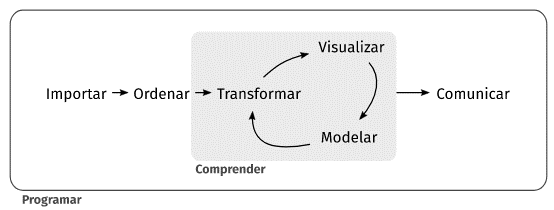 Visualizar
Importar Ordenar Transformar Comunicar
Modelar
Comprender
Programar